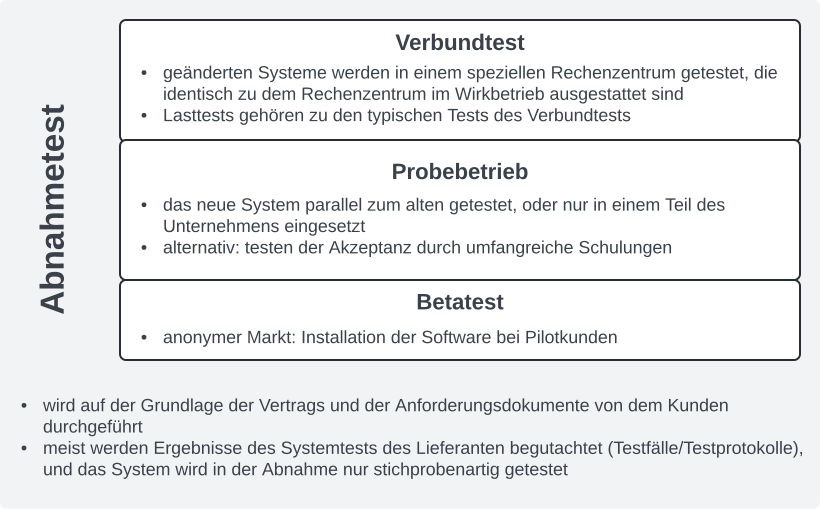 Abnahmetest
Verbundtest
• geänderten Systeme werden in einem speziellen Rechenzentrum getestet, die
identisch zu dem Rechenzentrum im Wirkbetrieb ausgestattet sind
• Lasttests gehören zu den typischen Tests des Verbundtests
Probebetrieb
• das neue System parallel zum alten getestet, oder nur in einem Teil des
Unternehmens eingesetzt
• alternativ: testen der Akzeptanz durch umfangreiche Schulungen
Betatest
• anonymer Markt: Installation der Software bei Pilotkunden
• wird auf der Grundlage der Vertrags und der Anforderungsdokumente von dem Kunden
durchgeführt
• meist werden Ergebnisse des Systemtests des Lieferanten begutachtet (Testfälle/Testprotokolle),
und das System wird in der Abnahme nur stichprobenartig getestet